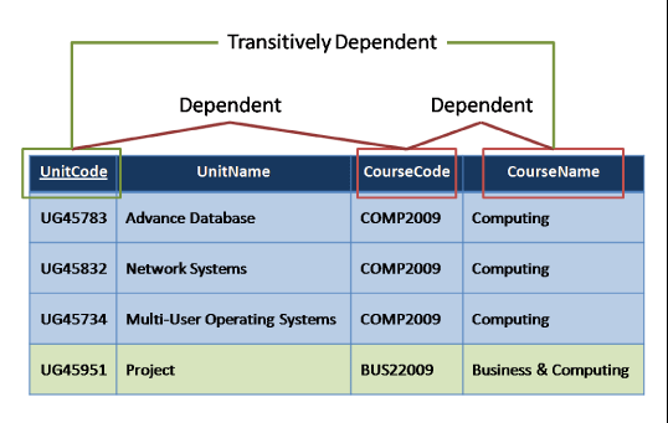 Transitively Dependent
Dependent Dependent
UnitCode UnitName CourseCode CourseName
UG45783 Advance Database COMP2009 Computing
UG45832 Network Systems COMP2009 Computing
UG45734 Multi-User Operating Systems COMP2009 Computing
UG45951 Project BUS22009 Business & Computing